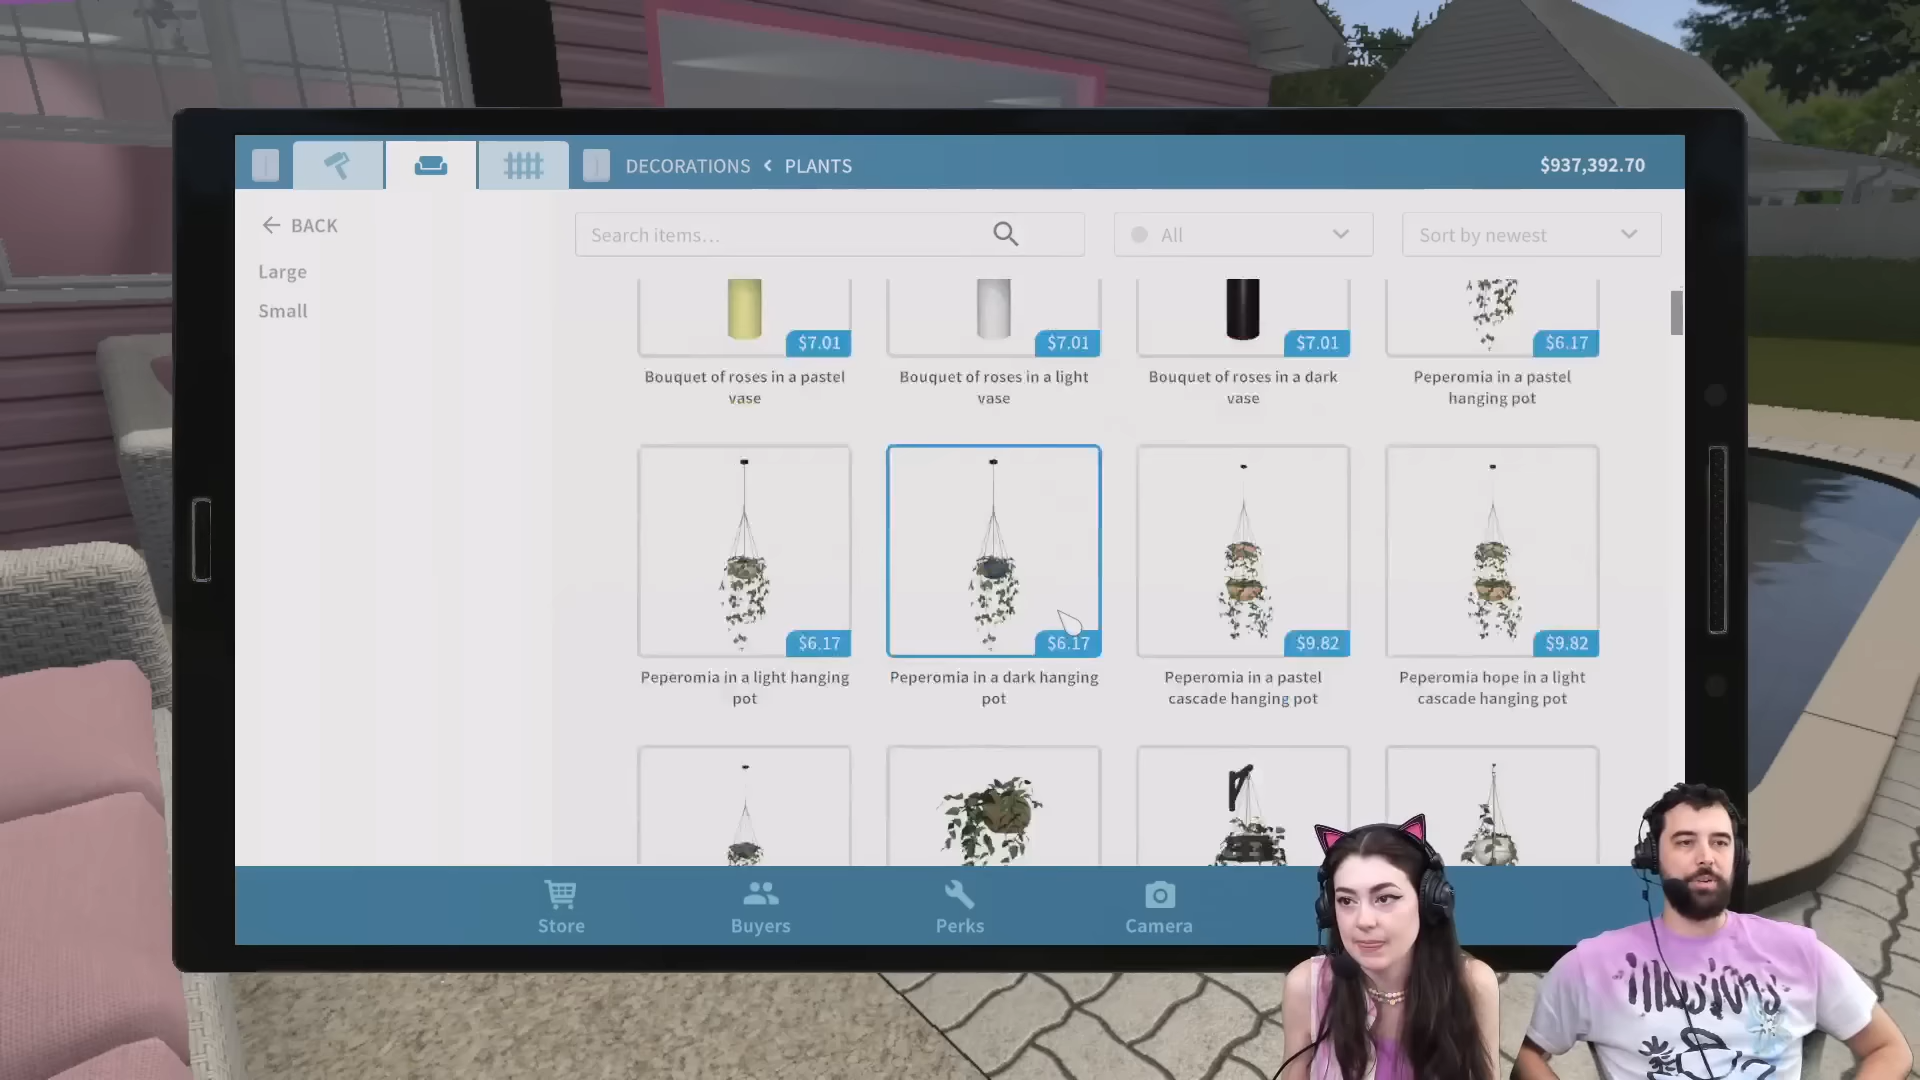 DECORATIONS < PLANTS
$937,392.70
BACK
Search items...
All
Sort by newest
Large
Small
$7.01
$7.01
$7.01
$6.17
Bouquet of roses in a pastel
vase
Bouquet of roses in a light
vase
Bouquet of roses in a dark
vase
Peperomia in a pastel
hanging pot
$6.17
$6.17
$9.82
$9.82
Peperomia in a light hanging
pot
Peperomia in a dark hanging
pot
Peperomia in a pastel
cascade hanging pot
Peperomia hope in a light
cascade hanging pot
Store
Buyers
Perks
Camera